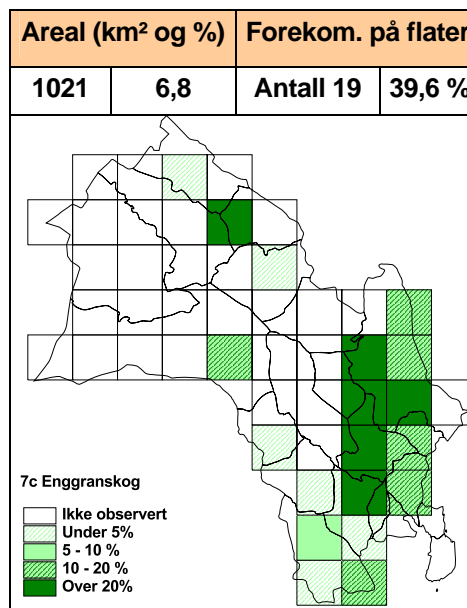 Areal (km² og %) Forekom. på flater
1021 6,8 Antall 19 39,6 %
7c Enggranskog
Ikke observert
Under 5%
5 - 10 %
10 - 20 %
Over 20%